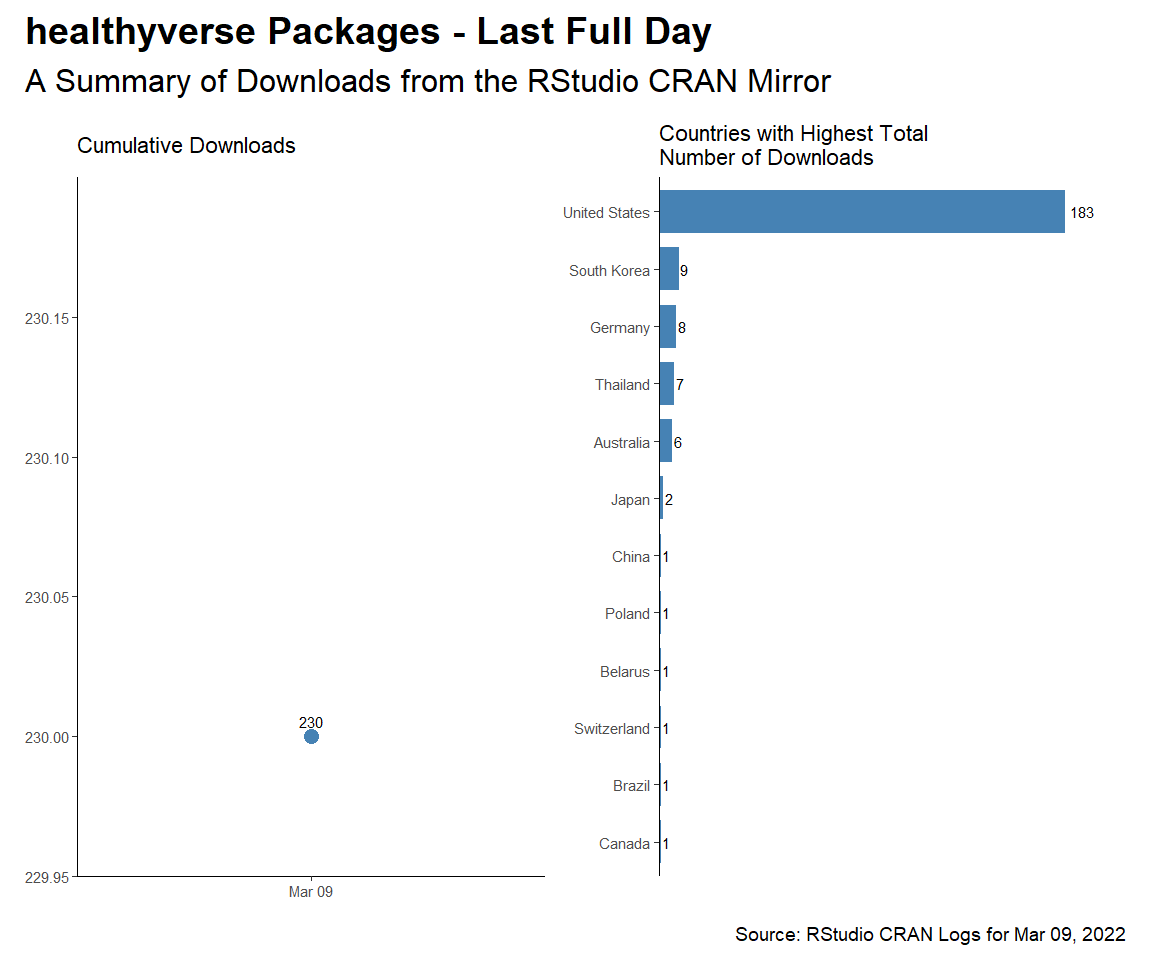 healthyverse Packages - Last Full Day
A Summary of Downloads from the RStudio CRAN Mirror
Cumulative Downloads
230.15
230.10
230.05
230.00
229.95
230
Mar 09
Countries with Highest Total
Number of Downloads
United States 183
South Korea 9
Germany 8
Thailand 7
Australia 6
Japan 2
China 1
Poland 1
Belarus 1
Switzerland 1
Brazil 1
Canada 1
Source: RStudio CRAN Logs for Mar 09, 2022